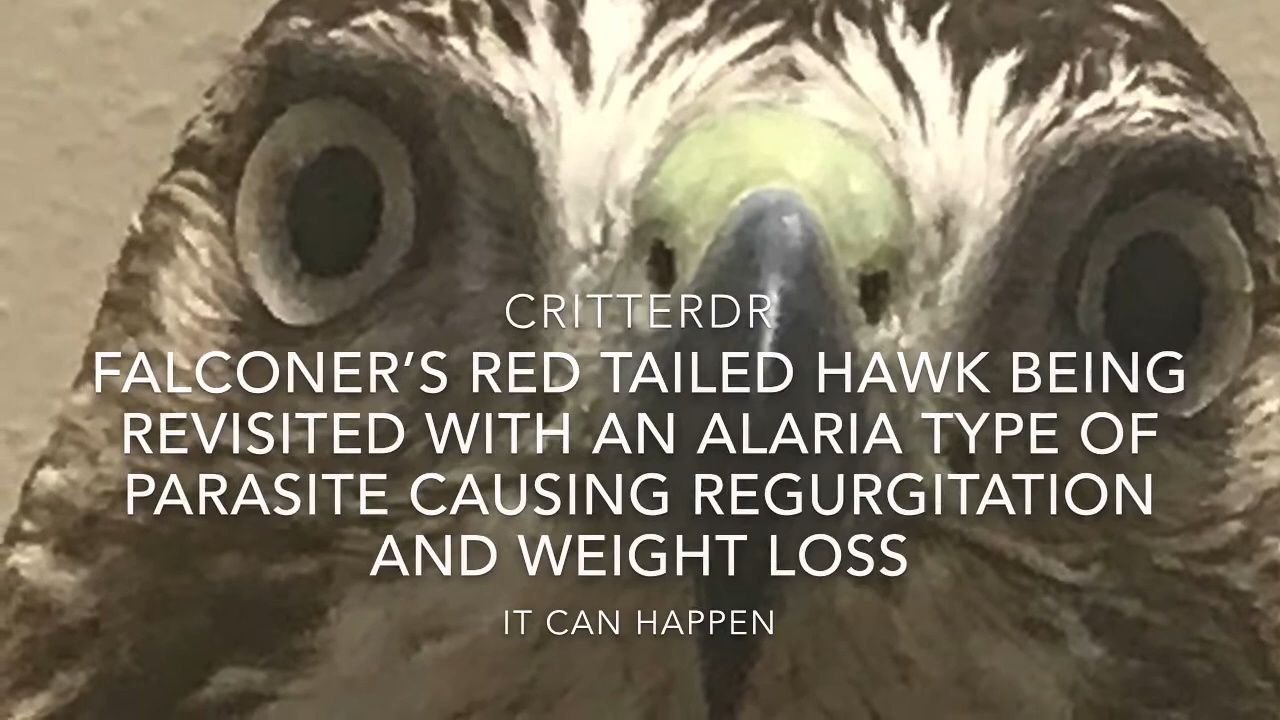 CRITTERDR
FALCONER’S RED TAILED HAWK BEING
REVISITED WITH AN ALARIA TYPE OF
PARASITE CAUSING REGURGITATION
AND WEIGHT LOSS
IT CAN HAPPEN